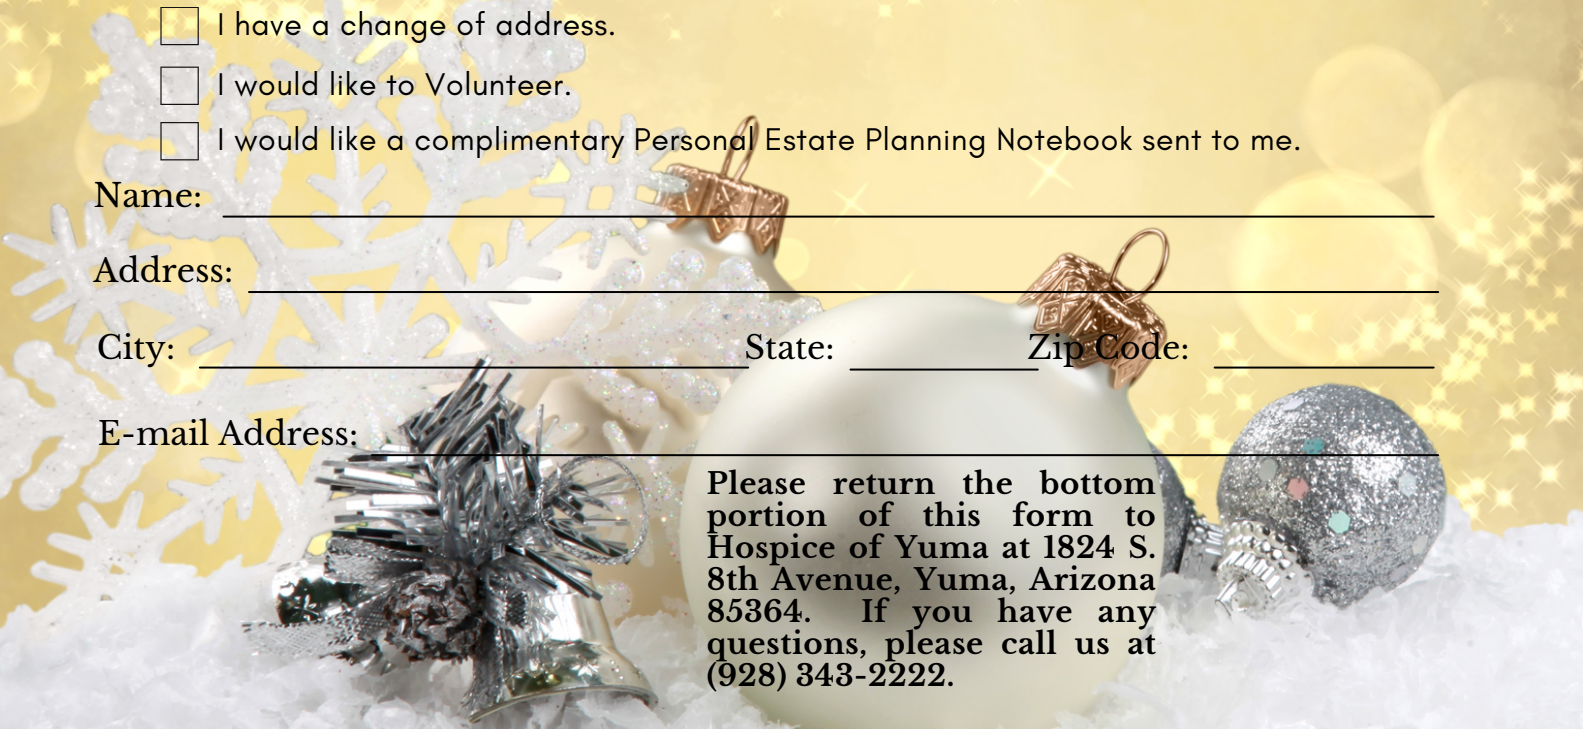 I have a change of address.
I would like to Volunteer.
I would like a complimentary Personal Estate Planning Notebook sent to me.
Name:
Address:
City: State: Zip Code:
E-mail Address:
Please return the bottom
portion of this form to
Hospice of Yuma at 1824 S.
8th Avenue, Yuma, Arizona
85364. If you have any
questions, please call us at
(928) 343-2222.